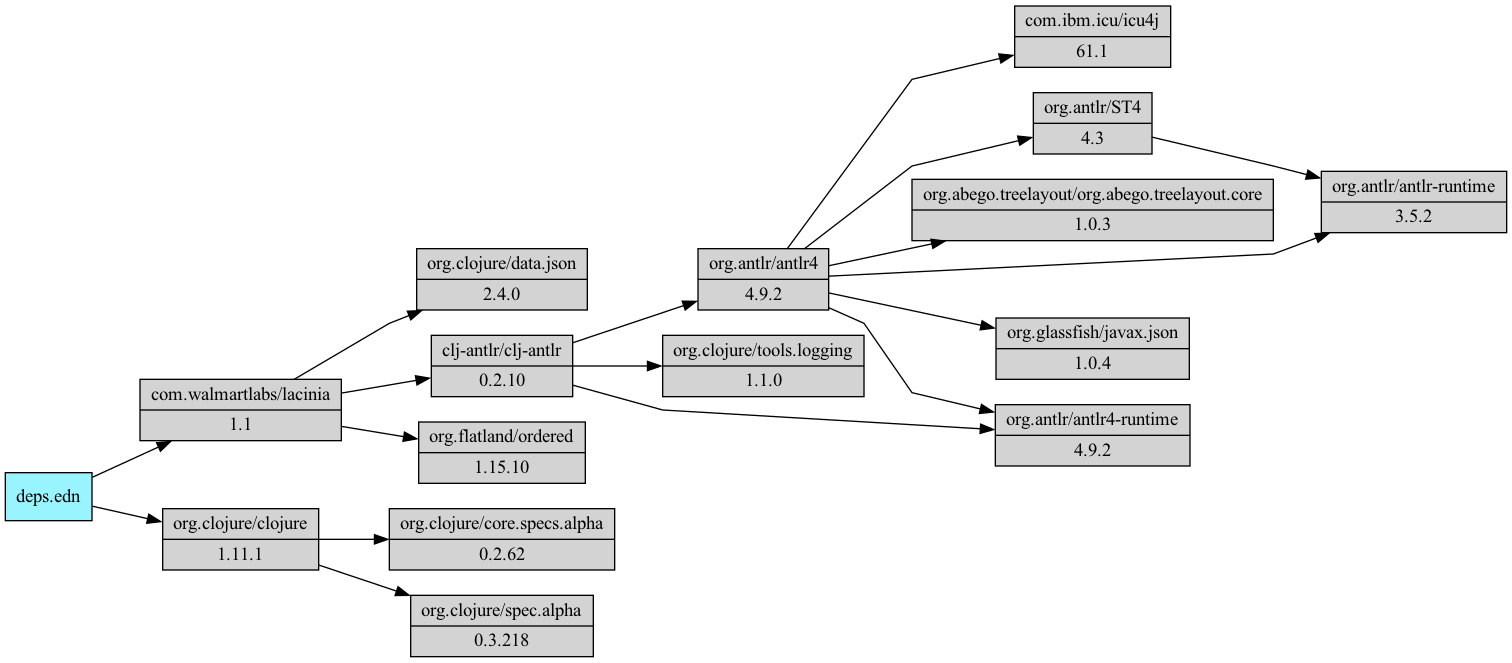 com.ibm.icu/icu4j
61.1
org.antlr/ST4
4.3
org.antlr/antlr-runtime
3.5.2
org.abego.treelayout/org.abego.treelayout.core
1.0.3
org.clojure/data.json
2.4.0
org.antlr/antlr4
4.9.2
org.glassfish/javax.json
1.0.4
clj-antlr/clj-antlr
0.2.10
org.clojure/tools.logging
1.1.0
com.walmartlabs/lacinia
1.1
org.antlr/antlr4-runtime
4.9.2
org.flatland/ordered
1.15.10
deps.edn
org.clojure/clojure
1.11.1
org.clojure/core.specs.alpha
0.2.62
org.clojure/spec.alpha
0.3.218